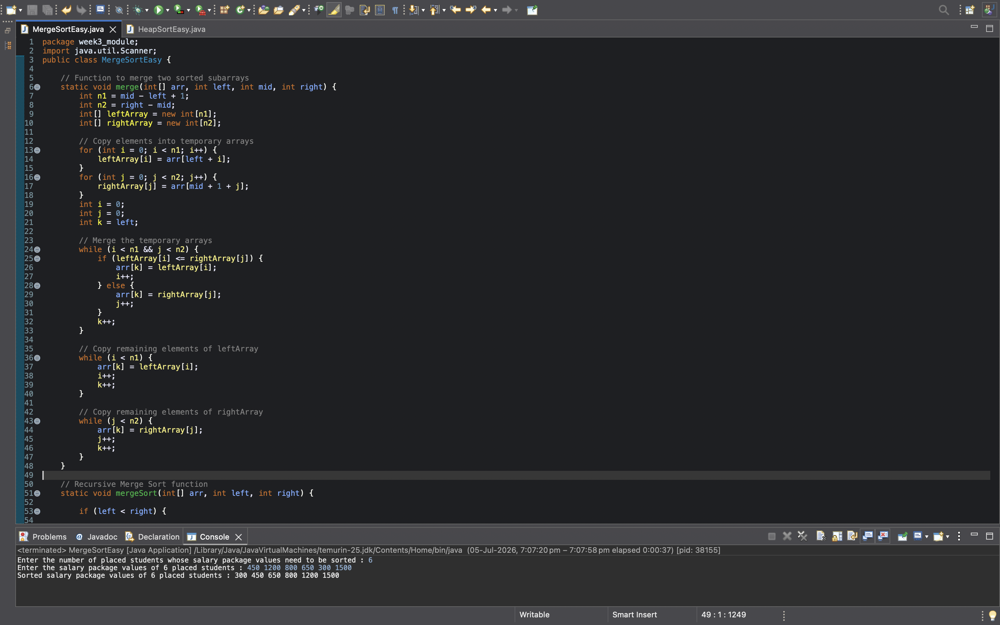 MergeSortEasy.java HeapSortEasy.java
1 package week3_module;
2 import java.util.Scanner;
3 public class MergeSortEasy {
4
5     // Function to merge two sorted subarrays
6     static void merge(int[] arr, int left, int mid, int right) {
7         int n1 = mid - left + 1;
8         int n2 = right - mid;
9         int[] leftArray = new int[n1];
10         int[] rightArray = new int[n2];
11
12         // Copy elements into temporary arrays
13         for (int i = 0; i < n1; i++) {
14             leftArray[i] = arr[left + i];
15         }
16         for (int j = 0; j < n2; j++) {
17             rightArray[j] = arr[mid + 1 + j];
18         }
19         int i = 0;
20         int j = 0;
21         int k = left;
22
23         // Merge the temporary arrays
24         while (i < n1 && j < n2) {
25             if (leftArray[i] <= rightArray[j]) {
26                 arr[k] = leftArray[i];
27                 i++;
28             } else {
29                 arr[k] = rightArray[j];
30                 j++;
31             }
32             k++;
33         }
34
35         // Copy remaining elements of leftArray
36         while (i < n1) {
37             arr[k] = leftArray[i];
38             i++;
39             k++;
40         }
41
42         // Copy remaining elements of rightArray
43         while (j < n2) {
44             arr[k] = rightArray[j];
45             j++;
46             k++;
47         }
48     }
49
50     // Recursive Merge Sort function
51     static void mergeSort(int[] arr, int left, int right) {
52
53         if (left < right) {
54
Problems @ Javadoc Declaration Console
<terminated> MergeSortEasy [Java Application] /Library/Java/JavaVirtualMachines/temurin-25.jdk/Contents/Home/bin/java (05-Jul-2026, 7:07:20 pm – 7:07:58 pm elapsed 0:00:37) [pid: 38155]
Enter the number of placed students whose salary package values need to be sorted : 6
Enter the salary package values of 6 placed students : 450 1200 800 650 300 1500
Sorted salary package values of 6 placed students : 300 450 650 800 1200 1500
Writable Smart Insert 49 : 1 : 1249